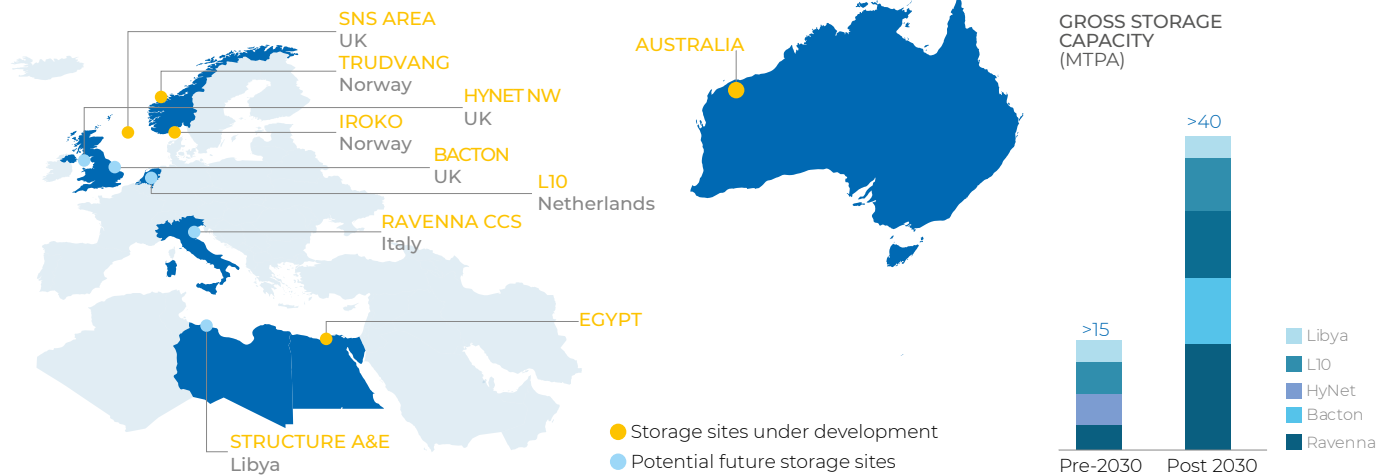 SNS AREA
UK
TRUDVANG
Norway
HYNET NW
UK
IROKO
Norway
BACTON
UK
L10
Netherlands
RAVENNA CCS
Italy
EGYPT
STRUCTURE A&E
Libya
AUSTRALIA
Storage sites under development
Potential future storage sites
GROSS STORAGE
CAPACITY
(MTPA)
>15
>40
Pre-2030
Post 2030
Libya
L10
HyNet
Bacton
Ravenna